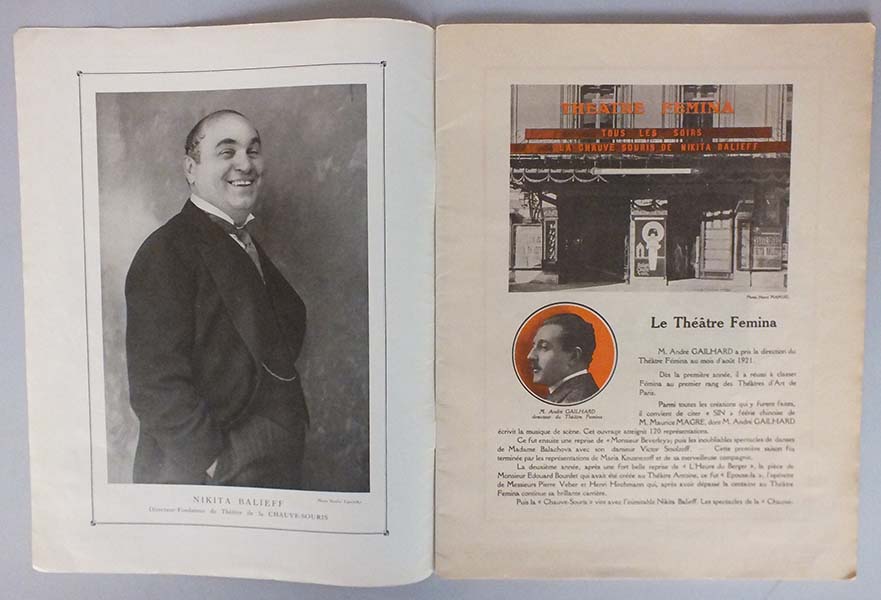 NIKITA BALIEFF
Directeur-Fondateur du Théâtre de la CHAUVE-SOURIS
THÉATRE FEMINA
TOUS LES SOIRS
LA CHAUVE SOURIS DE NIKITA BALIEFF
Photo Henri MANUEL
Le Théâtre Femina
M. André GAILHARD
directeur du Théâtre Femina
M. André GAILHARD a pris la direction du
Théâtre Fémina au mois d'août 1921.
Dès la première année, il a réussi à classer
Fémina au premier rang des Théâtres d'Art de
Paris.
Parmi toutes les créations qui y furent faites,
il convient de citer « SIN » féérie chinoise de
M. Maurice MAGRE, dont M. André GAILHARD
écrivit la musique de scène. Cet ouvrage atteignit 120 représentations.
Ce fut ensuite une reprise de « Monsieur Beverley», puis les inoubliables spectacles de danses
de Madame Balachova avec son danseur Victor Smolzoff. Cette première saison fut
terminée par les représentations de Maria Kousnezoff et de sa merveilleuse compagnie.
La deuxième année, après une fort belle reprise de « L'Heure du Berger », la pièce de
Monsieur Edouard Bourdet qui avait été créée au Théâtre Antoine, ce fut « Epouse-la », l'opérette
de Messieurs Pierre Veber et Henri Hirchmann qui, après avoir dépassé la centaine au Théâtre
Femina continue sa brillante carrière.
Puis la « Chauve-Souris » vint avec l'inimitable Nikita Balieff. Les spectacles de la « Chauve-